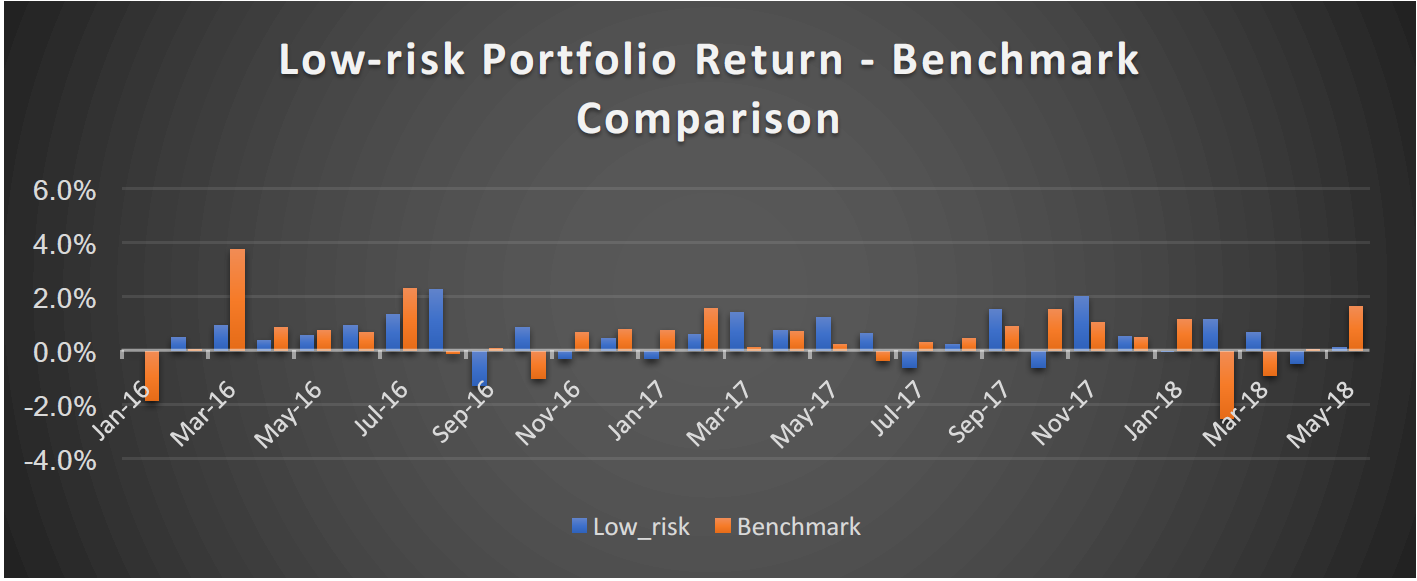 Low-risk Portfolio Return - Benchmark
Comparison
6.0%
4.0%
2.0%
0.0%
-2.0%
-4.0%
Jan-16
Mar-16
May-16
Jul-16
Sep-16
Nov-16
Jan-17
Mar-17
May-17
Jul-17
Sep-17
Nov-17
Jan-18
Mar-18
May-18
Low_risk Benchmark